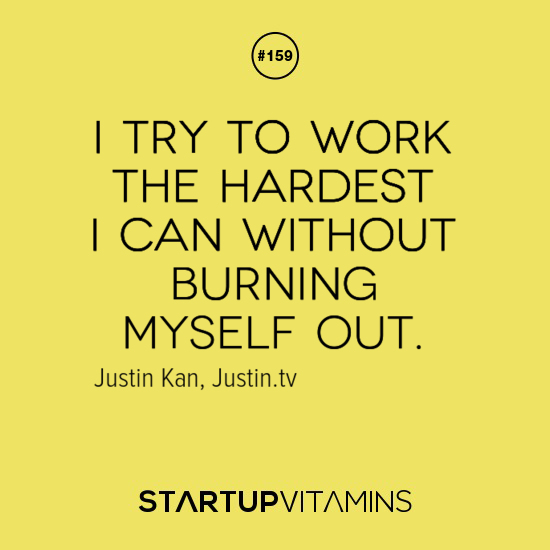 #159
I TRY TO WORK
THE HARDEST
I CAN WITHOUT
BURNING
MYSELF OUT.
Justin Kan, Justin.tv
STARTUPVITAMINS